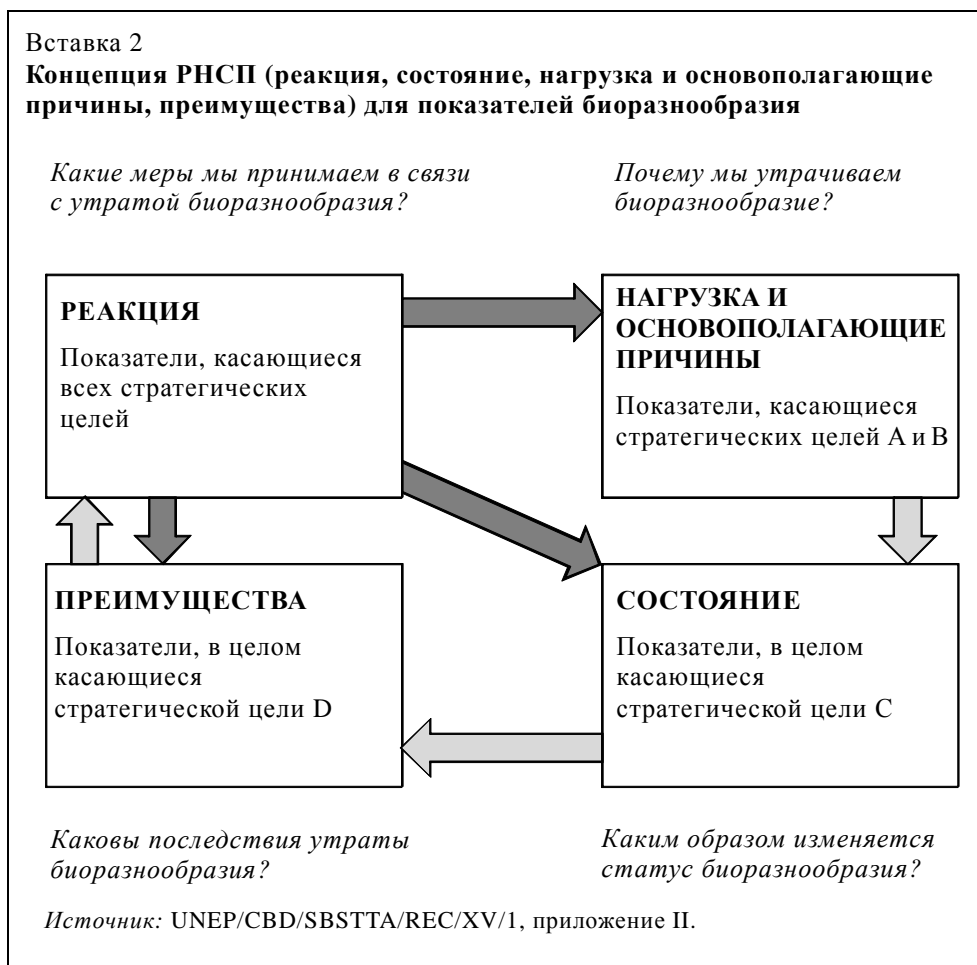 Вставка 2
Концепция РНСП (реакция, состояние, нагрузка и основополагающие
причины, преимущества) для показателей биоразнообразия
Какие меры мы принимаем в связи
с утратой биоразнообразия?
Почему мы утрачиваем
биоразнообразие?
РЕАКЦИЯ
Показатели, касающиеся
всех стратегических
целей
НАГРУЗКА И
ОСНОВОПОЛАГАЮЩИЕ
ПРИЧИНЫ
Показатели, касающиеся
стратегических целей A и B
ПРЕИМУЩЕСТВА
Показатели, в целом
касающиеся
стратегической цели D
СОСТОЯНИЕ
Показатели, в целом
касающиеся
стратегической цели C
Каковы последствия утраты
биоразнообразия?
Каким образом изменяется
статус биоразнообразия?
Источник: UNEP/CBD/SBSTTA/REC/XV/1, приложение II.